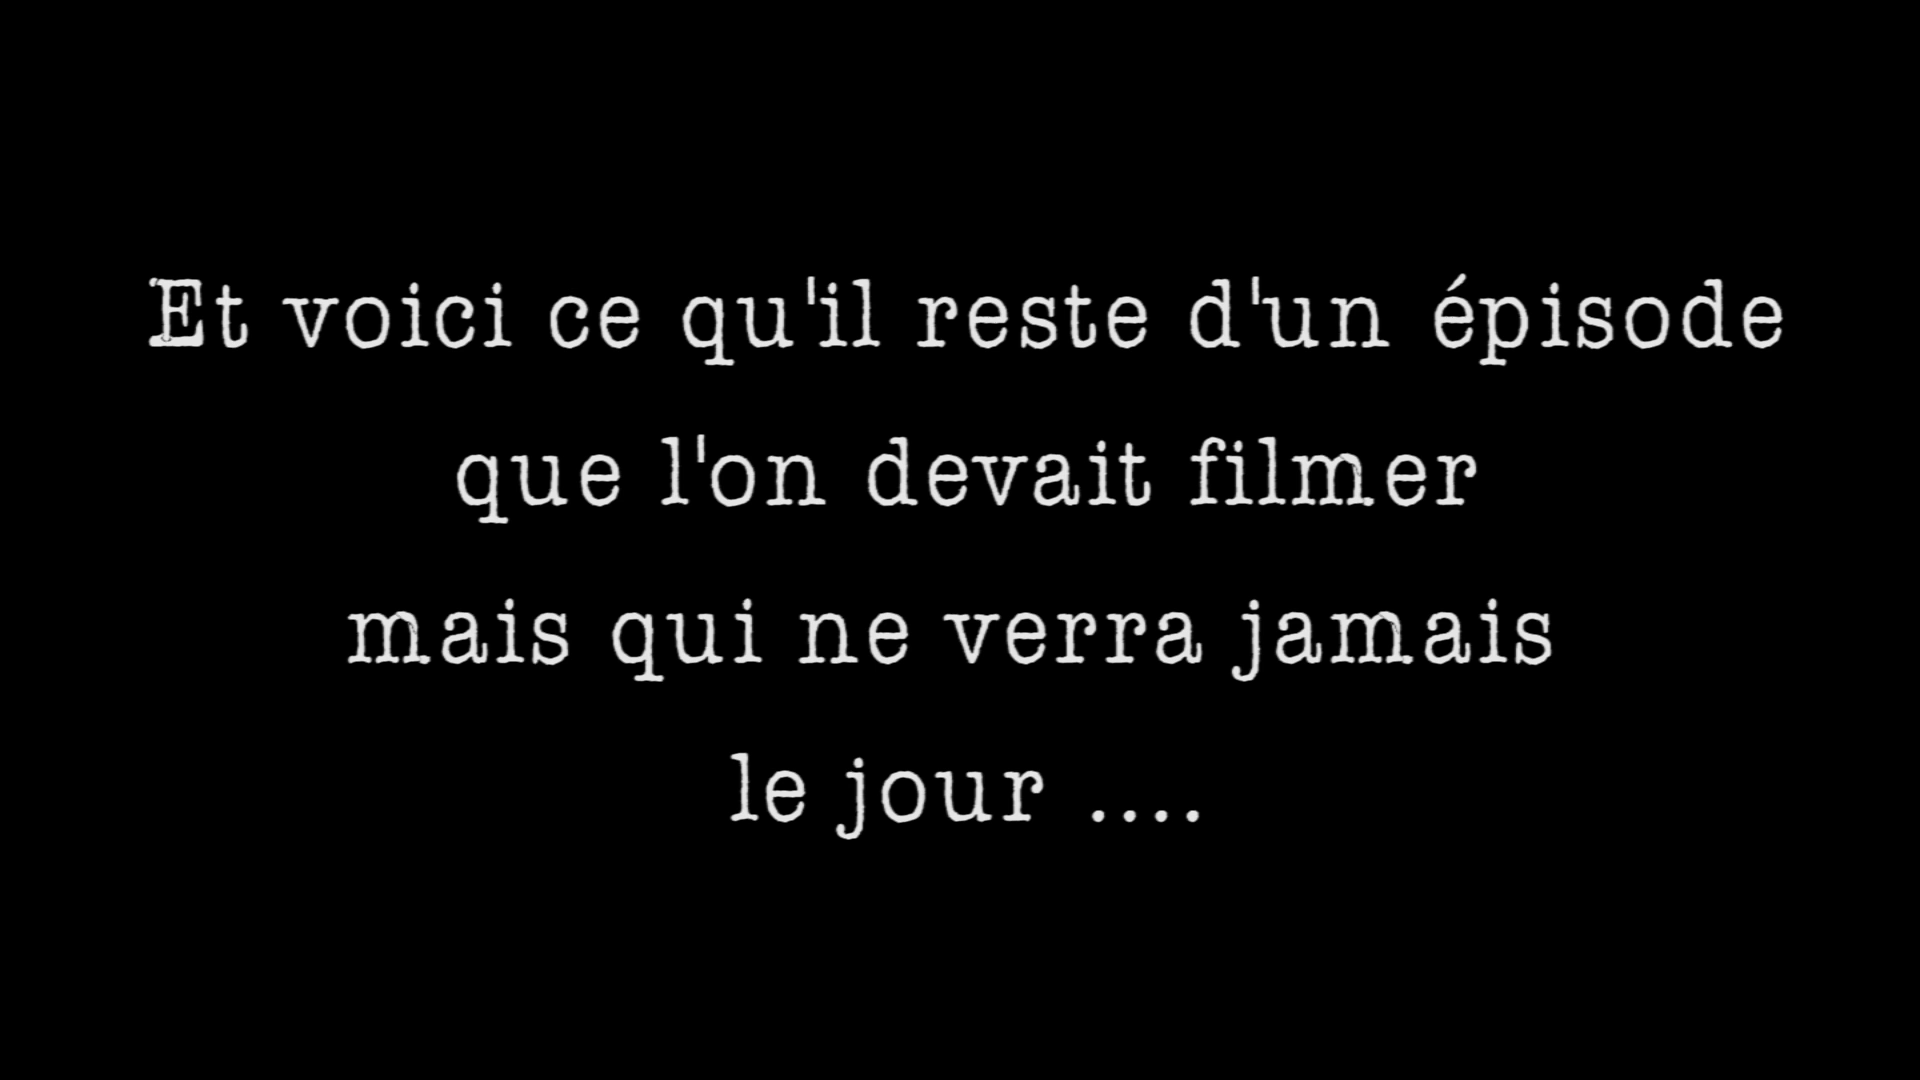 Et voici ce qu'il reste d'un épisode
que l'on devait filmer
mais qui ne verra jamais
le jour ....